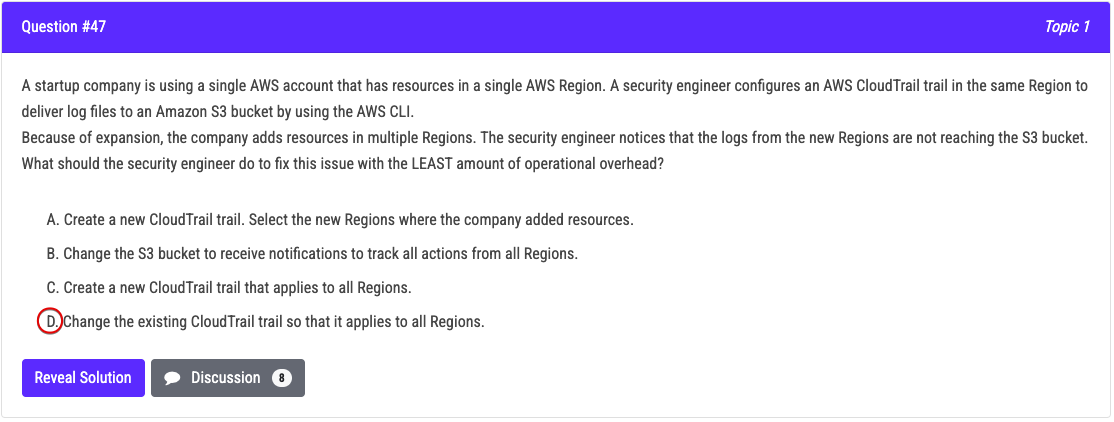 Question #47
Topic 1
A startup company is using a single AWS account that has resources in a single AWS Region. A security engineer configures an AWS CloudTrail trail in the same Region to
deliver log files to an Amazon S3 bucket by using the AWS CLI.
Because of expansion, the company adds resources in multiple Regions. The security engineer notices that the logs from the new Regions are not reaching the S3 bucket.
What should the security engineer do to fix this issue with the LEAST amount of operational overhead?
A. Create a new CloudTrail trail. Select the new Regions where the company added resources.
B. Change the S3 bucket to receive notifications to track all actions from all Regions.
C. Create a new CloudTrail trail that applies to all Regions.
D. Change the existing CloudTrail trail so that it applies to all Regions.
Reveal Solution
Discussion 8